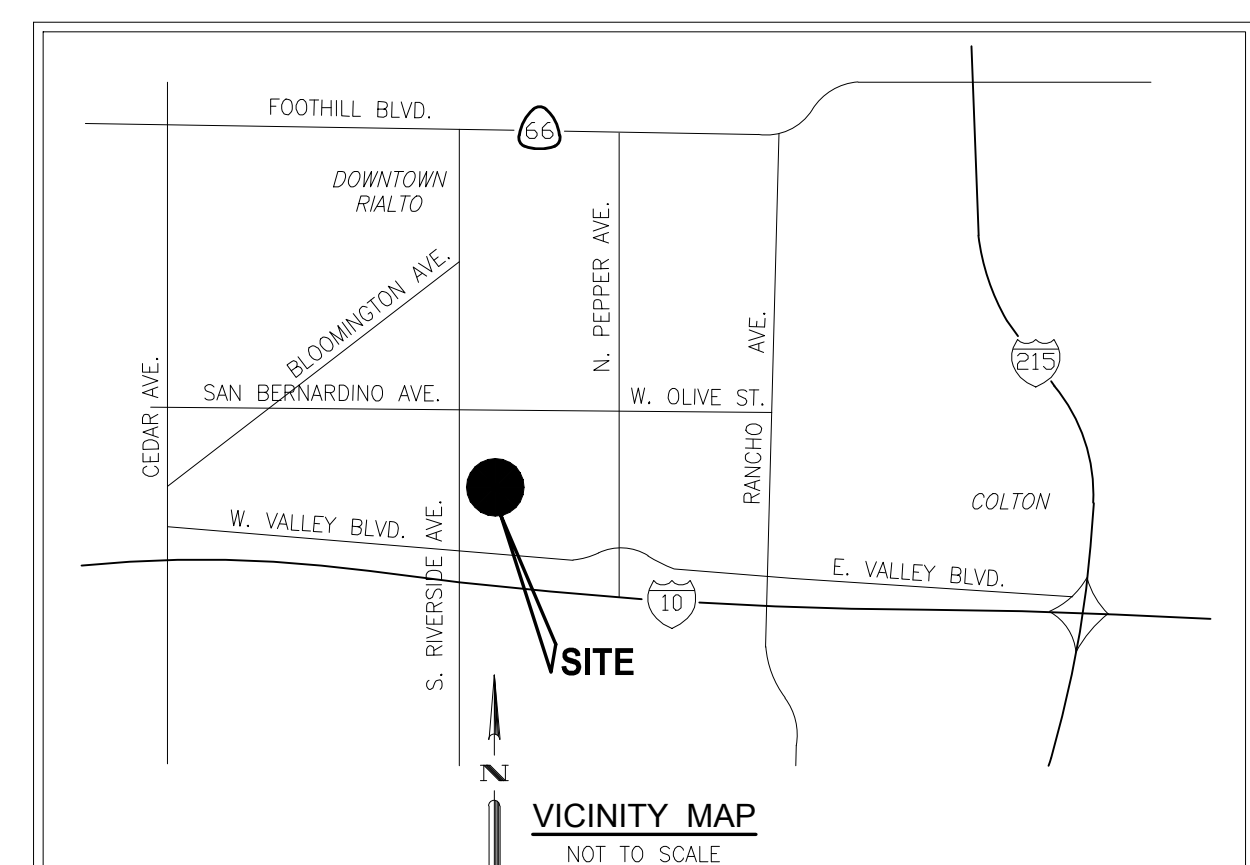 FOOTHILL BLVD.
66
DOWNTOWN
RIALTO
N. PEPPER AVE.
BLOOMINGTON AVE.
RANCHO AVE.
215
CEDAR AVE.
SAN BERNARDINO AVE.
W. OLIVE ST.
COLTON
W. VALLEY BLVD.
S. RIVERSIDE AVE.
E. VALLEY BLVD.
10
SITE
N
VICINITY MAP
NOT TO SCALE